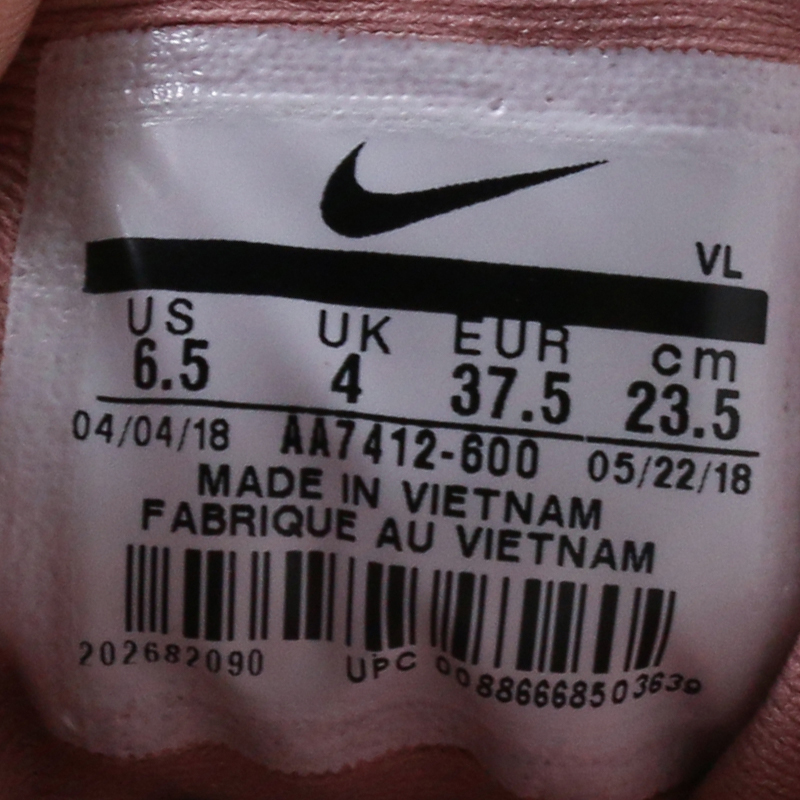 VL
US UK EUR cm
6.5 4 37.5 23.5
04/04/18 AA7412-600 05/22/18
MADE IN VIETNAM
FABRIQUE AU VIETNAM
202682090 UPC 00886668503639